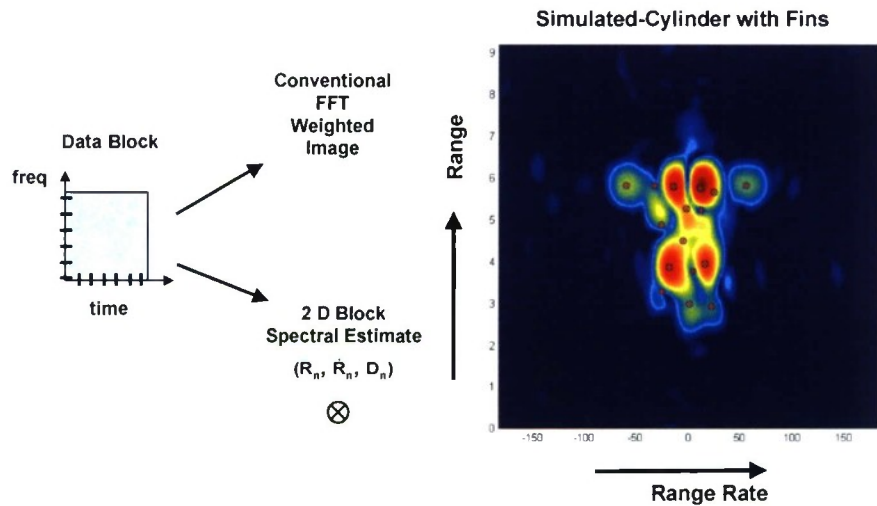 Simulated-Cylinder with Fins
Conventional
FFT
Weighted
Image
Data Block
freq
time
2 D Block
Spectral Estimate
(Rₙ, Ṙₙ, Dₙ)
⊗
Range
9
8
7
6
5
4
3
2
1
0
-150
-100
-50
0
50
100
150
Range Rate